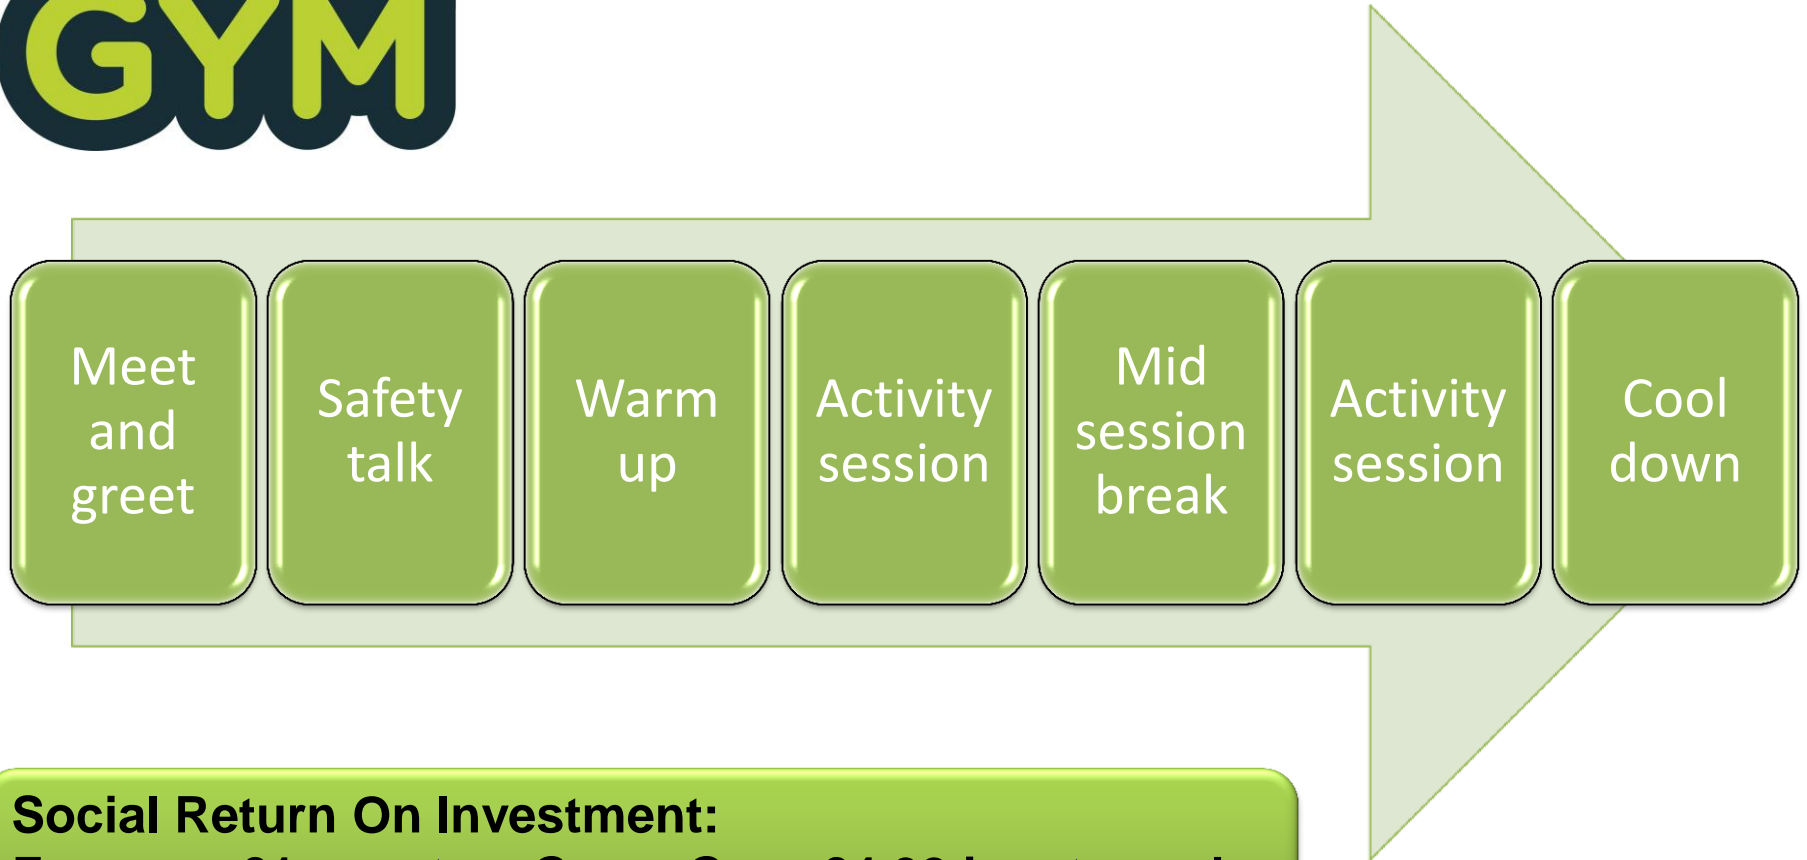 GYM
Meet
and
greet
Safety
talk
Warm
up
Activity
session
Mid
session
break
Activity
session
Cool
down
Social Return On Investment: